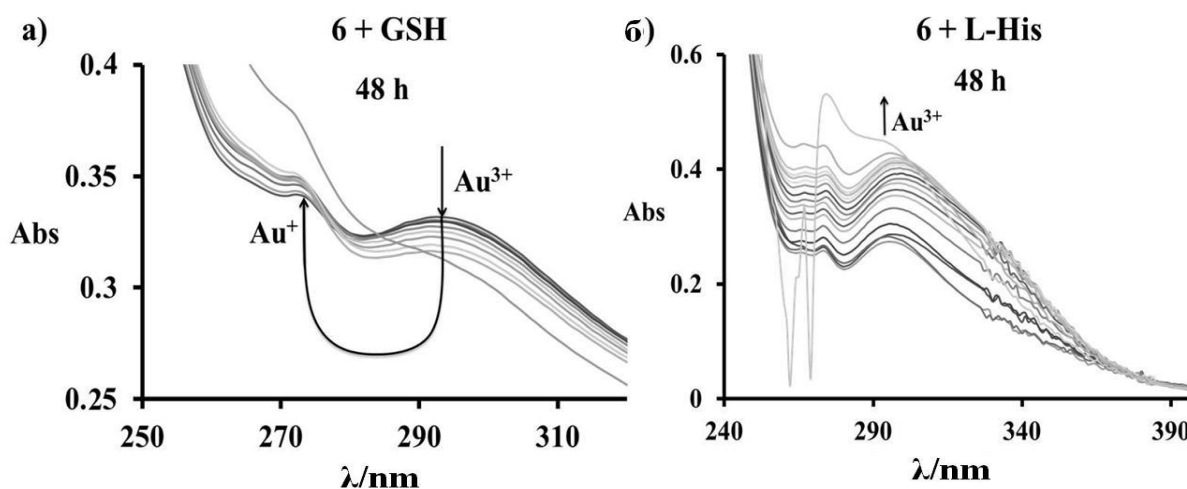 а)
6 + GSH
48 h
Abs
0.4
0.35
0.3
0.25
Au+
Au3+
250
270
290
310
λ/nm
б)
6 + L-His
48 h
Abs
0.6
0.4
0.2
0
Au3+
240
290
340
390
λ/nm